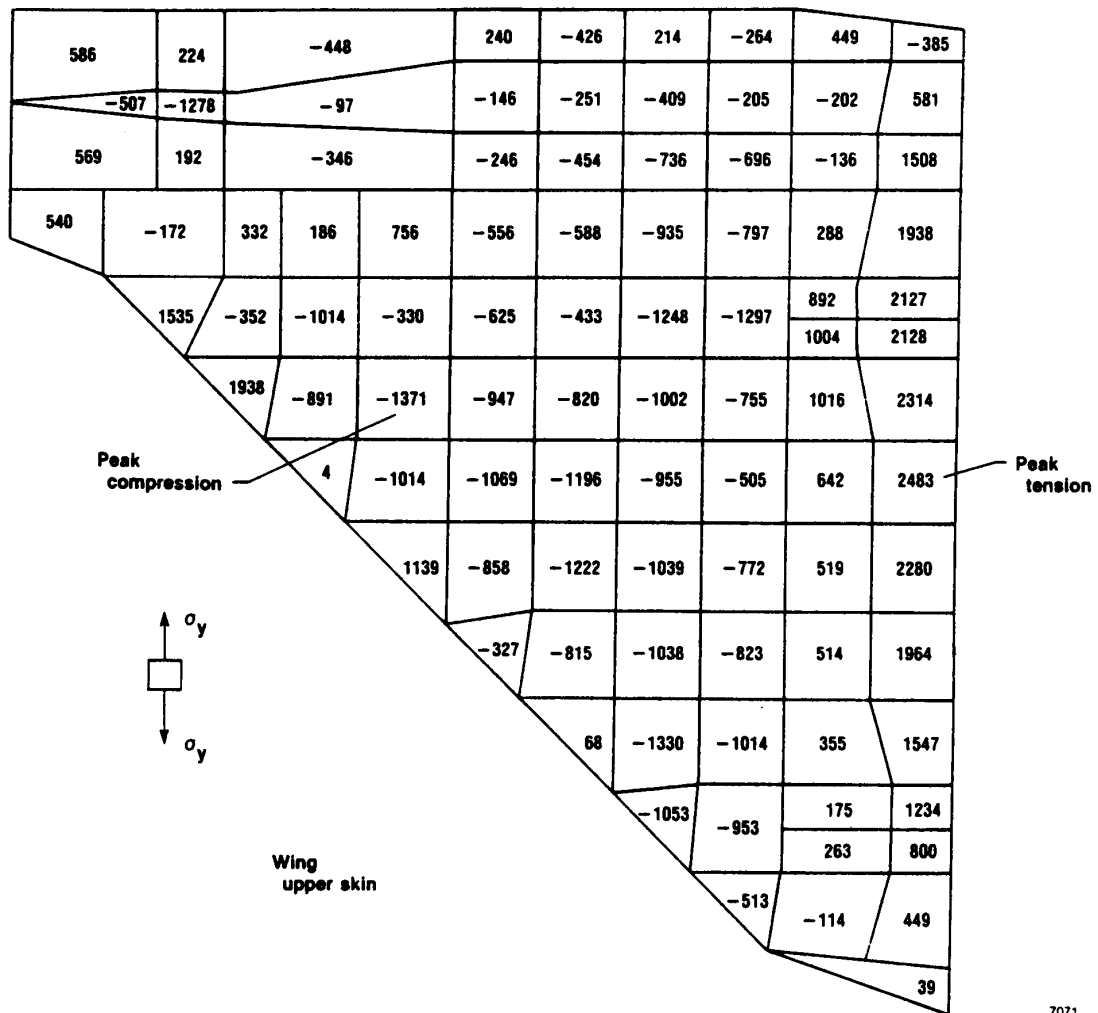 586 224 −448 240 −426 214 −264 449 −385
−507 −1278 −97 −146 −251 −409 −205 −202 581
569 192 −346 −246 −454 −736 −696 −136 1508
540 −172 332 186 756 −556 −588 −935 −797 288 1938
892 2127
1535 −352 −1014 −330 −625 −433 −1248 −1297
1004 2128
1938 −891 −1371 −947 −820 −1002 −755 1016 2314
Peak
compression
4 −1014 −1069 −1196 −955 −505 642 2483
Peak
tension
1139 −858 −1222 −1039 −772 519 2280
σy
−327 −815 −1038 −823 514 1964
σy
68 −1330 −1014 355 1547
−1053 −953 175 1234
263 800
Wing
upper skin
−513 −114 449
39
7071